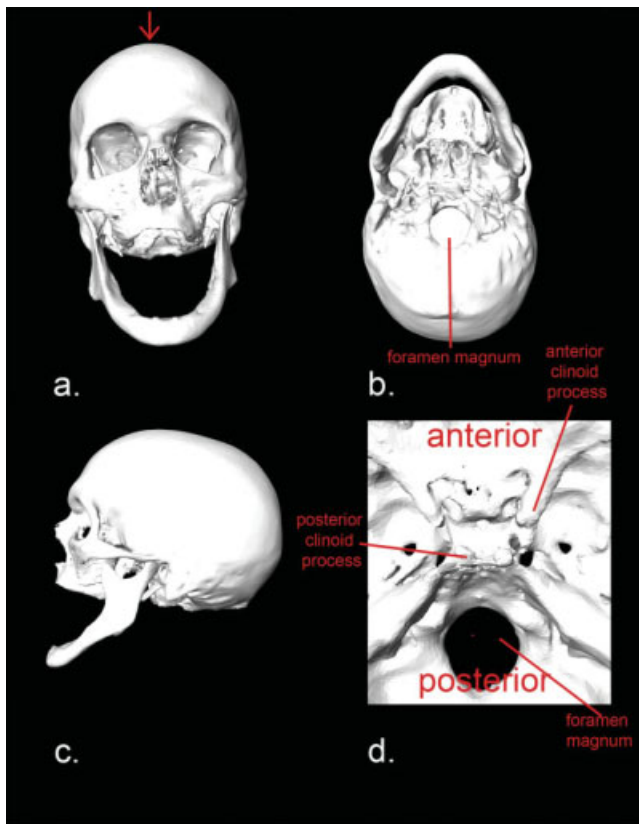 foramen magnum
a.
b.
anterior
clinoid
process
anterior
posterior
clinoid
process
posterior
foramen
magnum
c.
d.